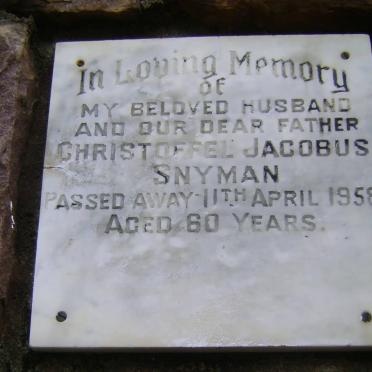 In Loving Memory
of
MY BELOVED HUSBAND
AND OUR DEAR FATHER
CHRISTOFFEL JACOBUS
SNYMAN
PASSED AWAY-11TH APRIL 1958
AGED 60 YEARS.